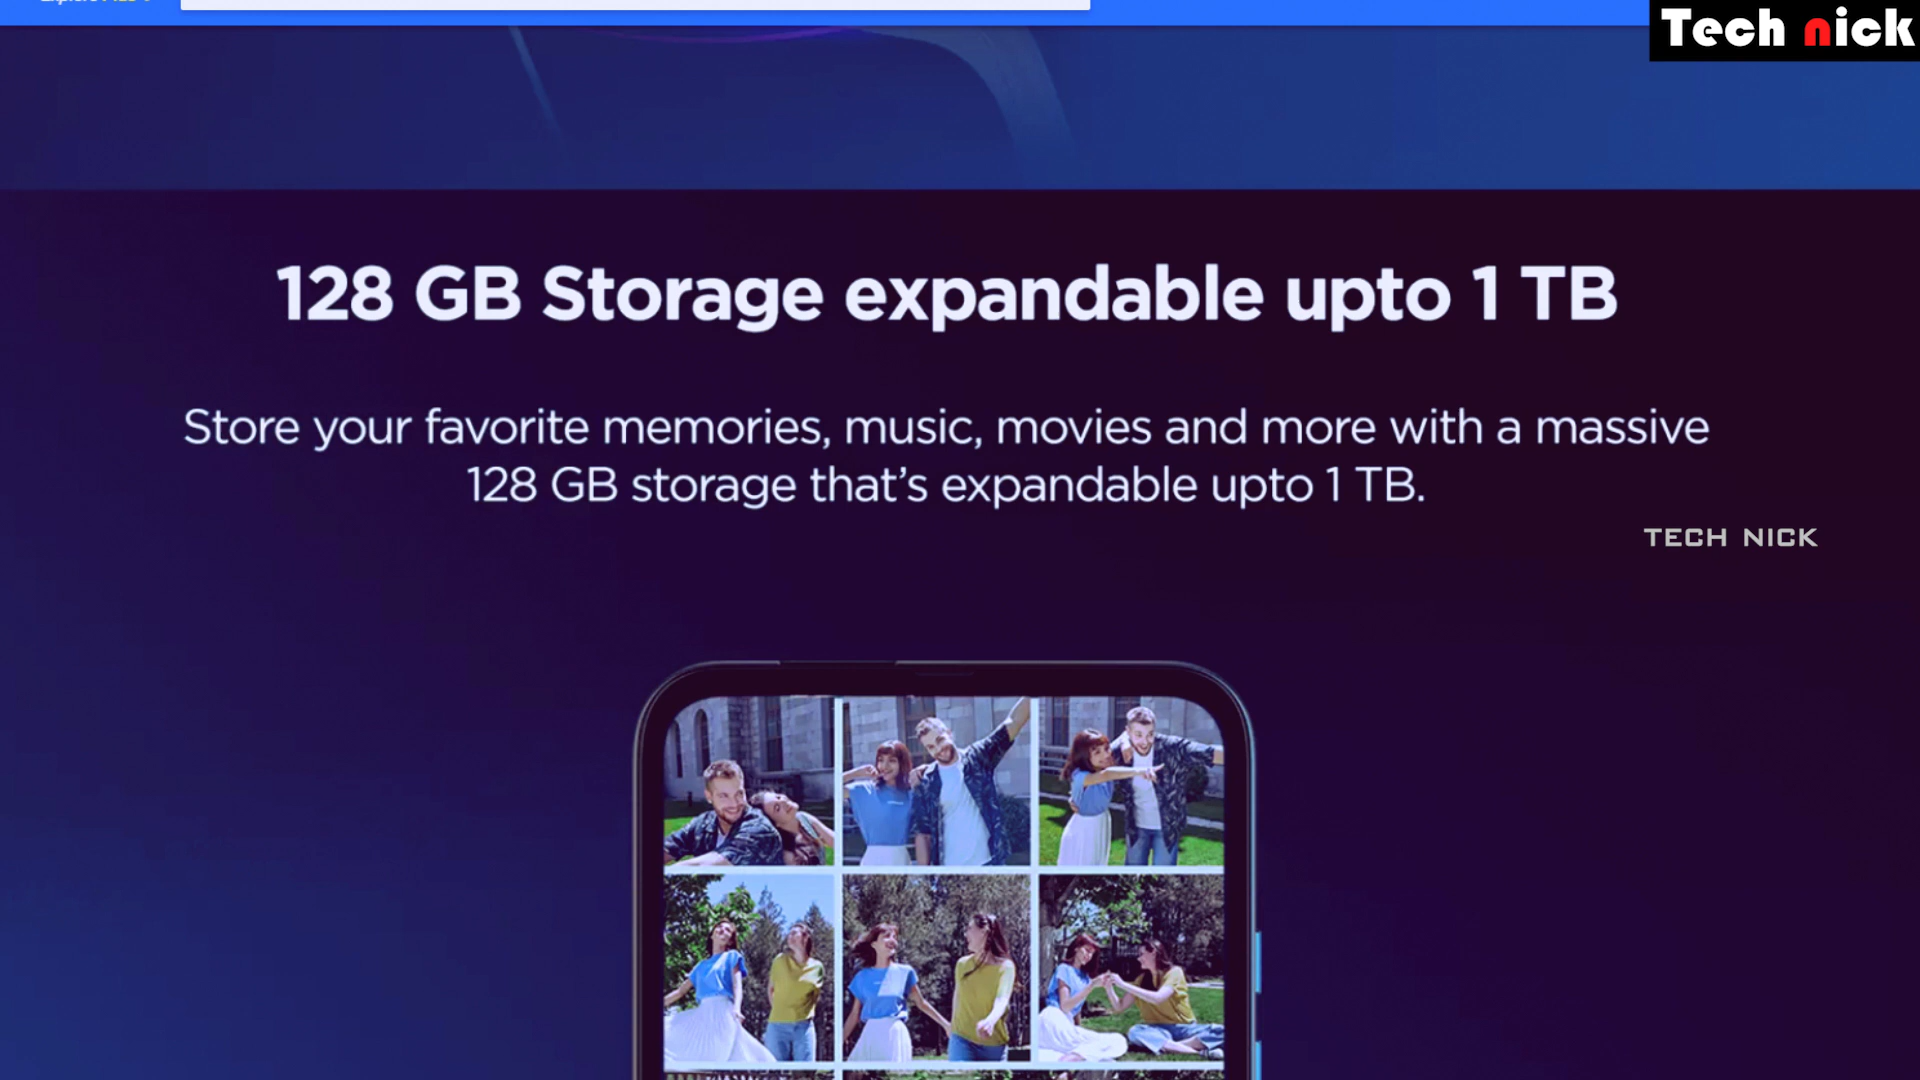 Tech nick
128 GB Storage expandable upto 1 TB
Store your favorite memories, music, movies and more with a massive
128 GB storage that's expandable upto 1 TB.
TECH NICK